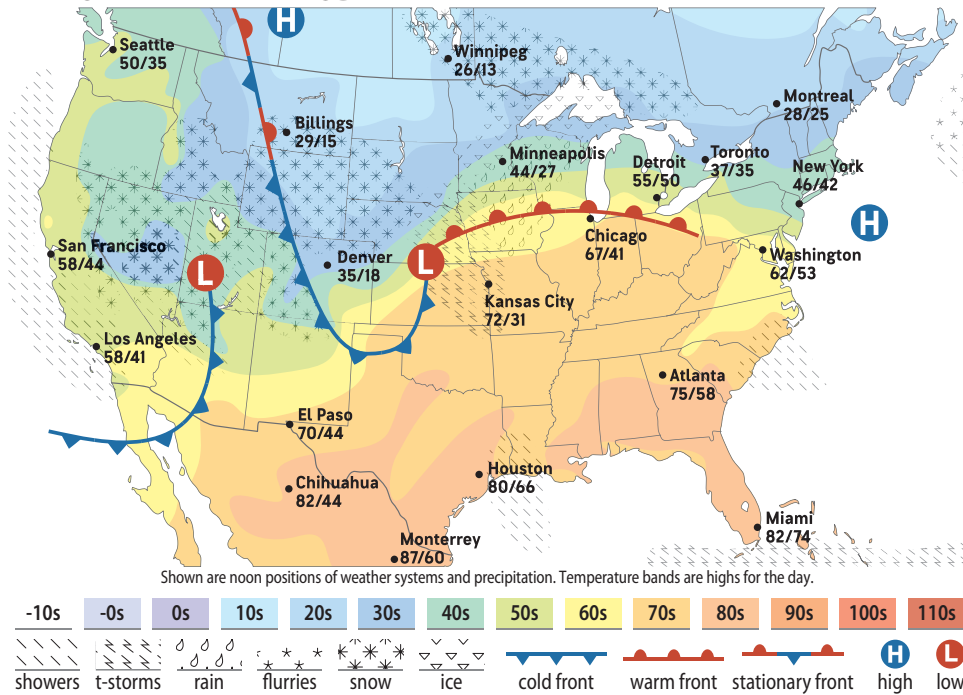 H
Seattle
50/35
Winnipeg
26/13
Billings
29/15
Montreal
28/25
Minneapolis
44/27
Detroit
55/50
Toronto
37/35
New York
46/42
H
San Francisco
58/44
L
Denver
35/18
L
Chicago
67/41
Washington
62/53
Kansas City
72/31
Los Angeles
58/41
Atlanta
75/58
El Paso
70/44
Chihuahua
82/44
Houston
80/66
Miami
82/74
Monterrey
87/60
Shown are noon positions of weather systems and precipitation. Temperature bands are highs for the day.
-10s -0s 0s 10s 20s 30s 40s 50s 60s 70s 80s 90s 100s 110s
H L
showers t-storms rain flurries snow ice cold front warm front stationary front high low